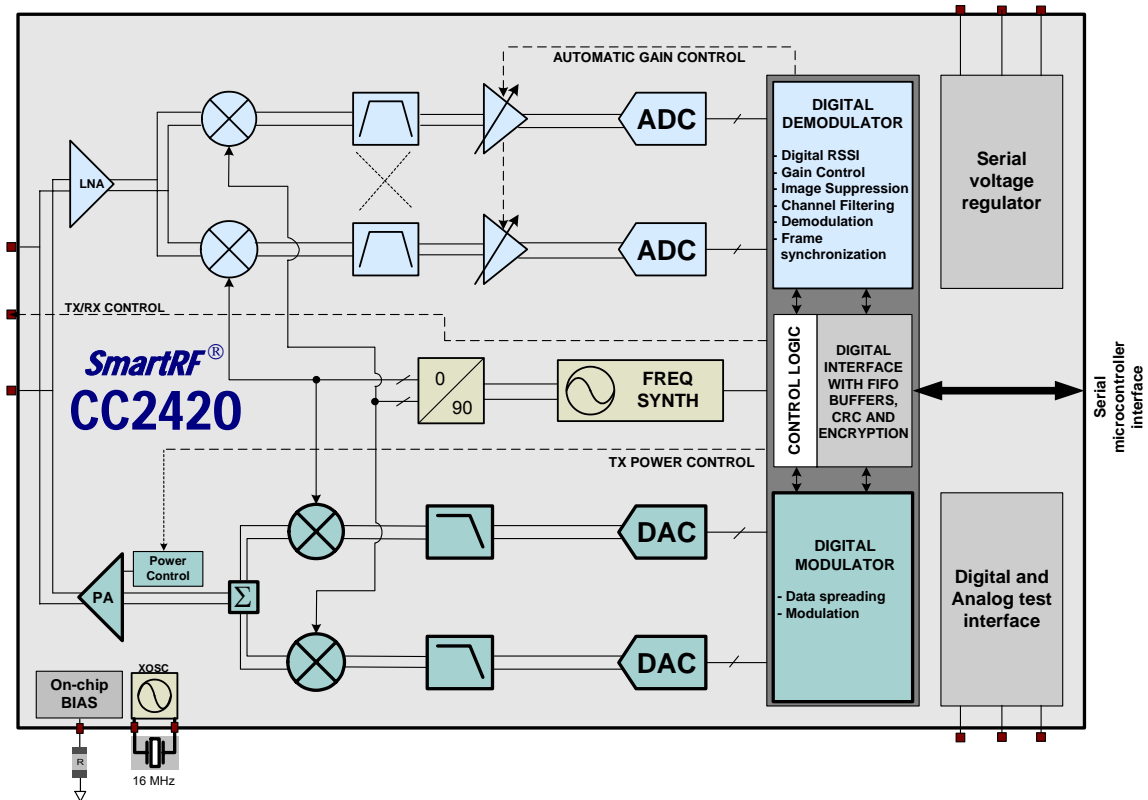 AUTOMATIC GAIN CONTROL
LNA
ADC
ADC
DIGITAL
DEMODULATOR
- Digital RSSI
- Gain Control
- Image Suppression
- Channel Filtering
- Demodulation
- Frame
synchronization
Serial
voltage
regulator
TX/RX CONTROL
SmartRF®
CC2420
0
90
FREQ
SYNTH
CONTROL LOGIC
DIGITAL
INTERFACE
WITH FIFO
BUFFERS,
CRC AND
ENCRYPTION
Serial
microcontroller
interface
TX POWER CONTROL
Power
Control
PA
Σ
DAC
DAC
DIGITAL
MODULATOR
- Data spreading
- Modulation
Digital and
Analog test
interface
On-chip
BIAS
XOSC
R
16 MHz